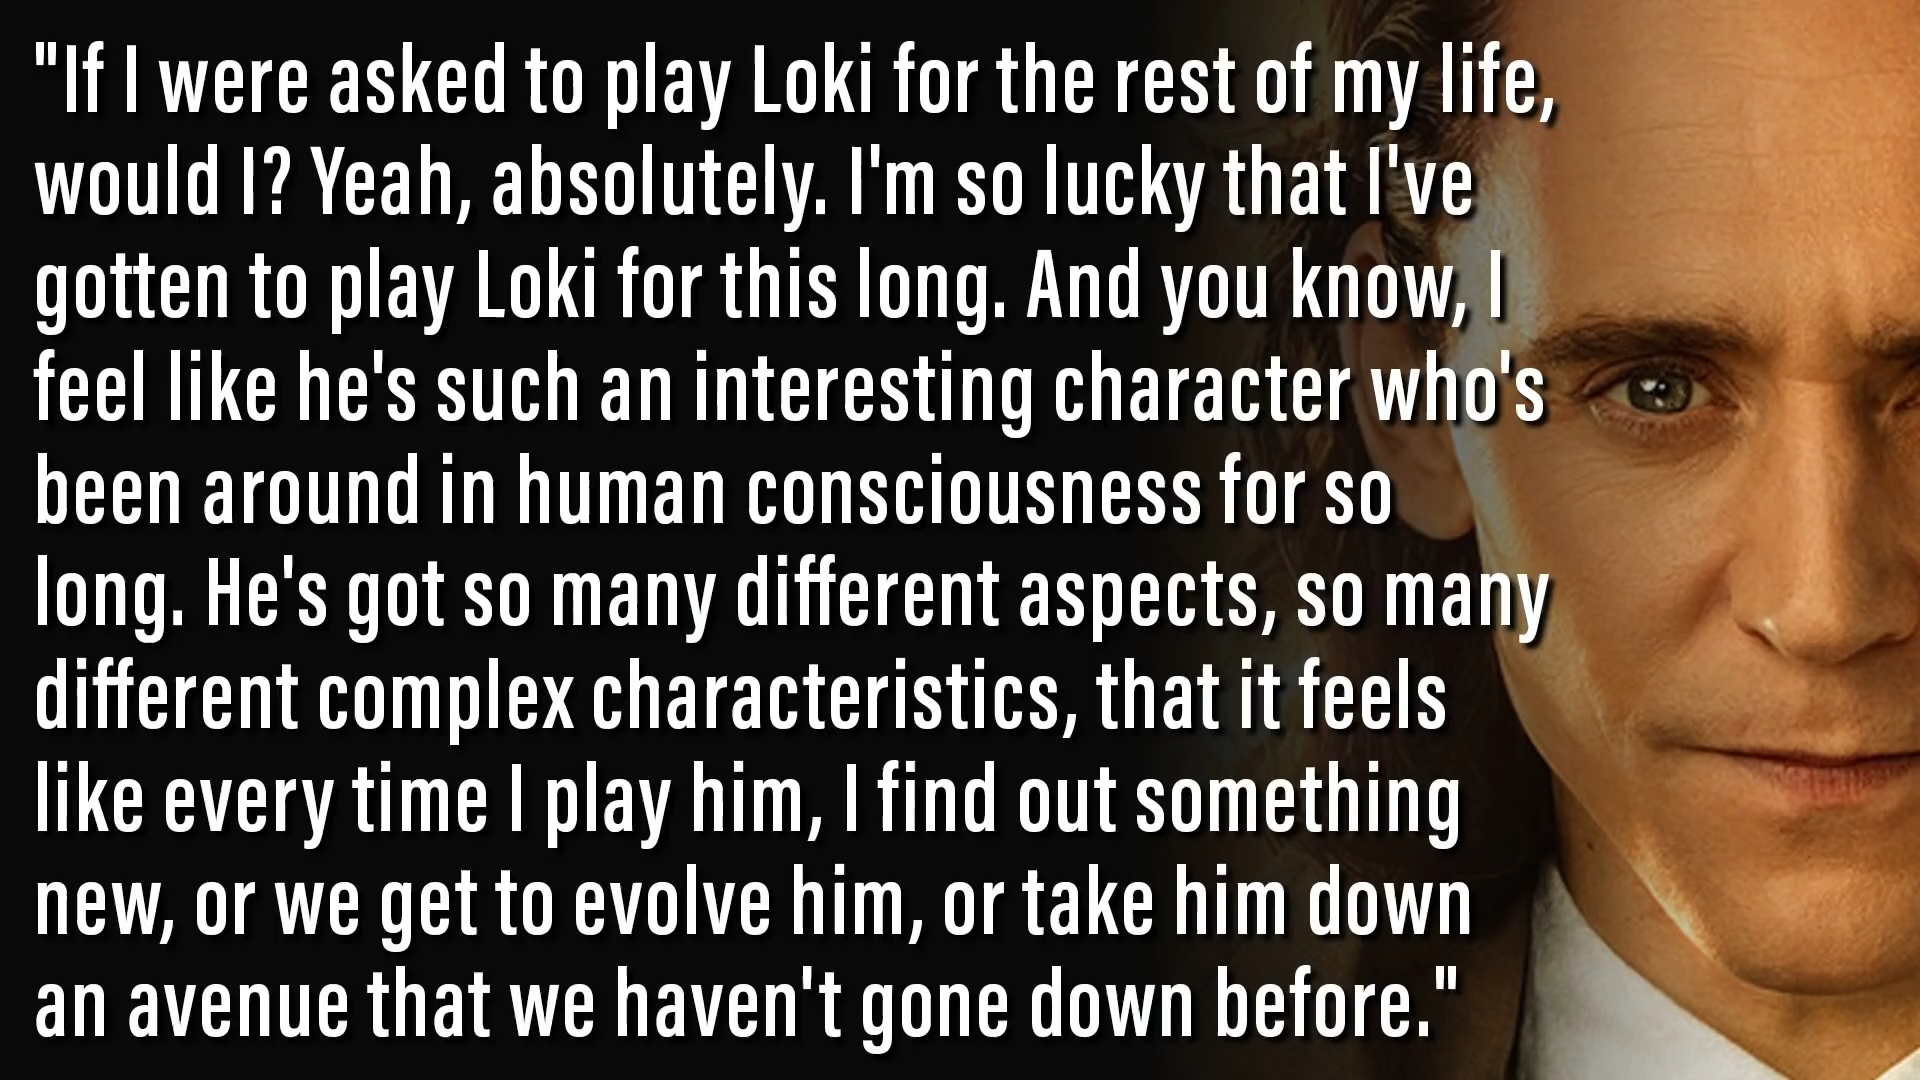 "If I were asked to play Loki for the rest of my life,
would I? Yeah, absolutely. I'm so lucky that I've
gotten to play Loki for this long. And you know, I
feel like he's such an interesting character who's
been around in human consciousness for so
long. He's got so many different aspects, so many
different complex characteristics, that it feels
like every time I play him, I find out something
new, or we get to evolve him, or take him down
an avenue that we haven't gone down before."